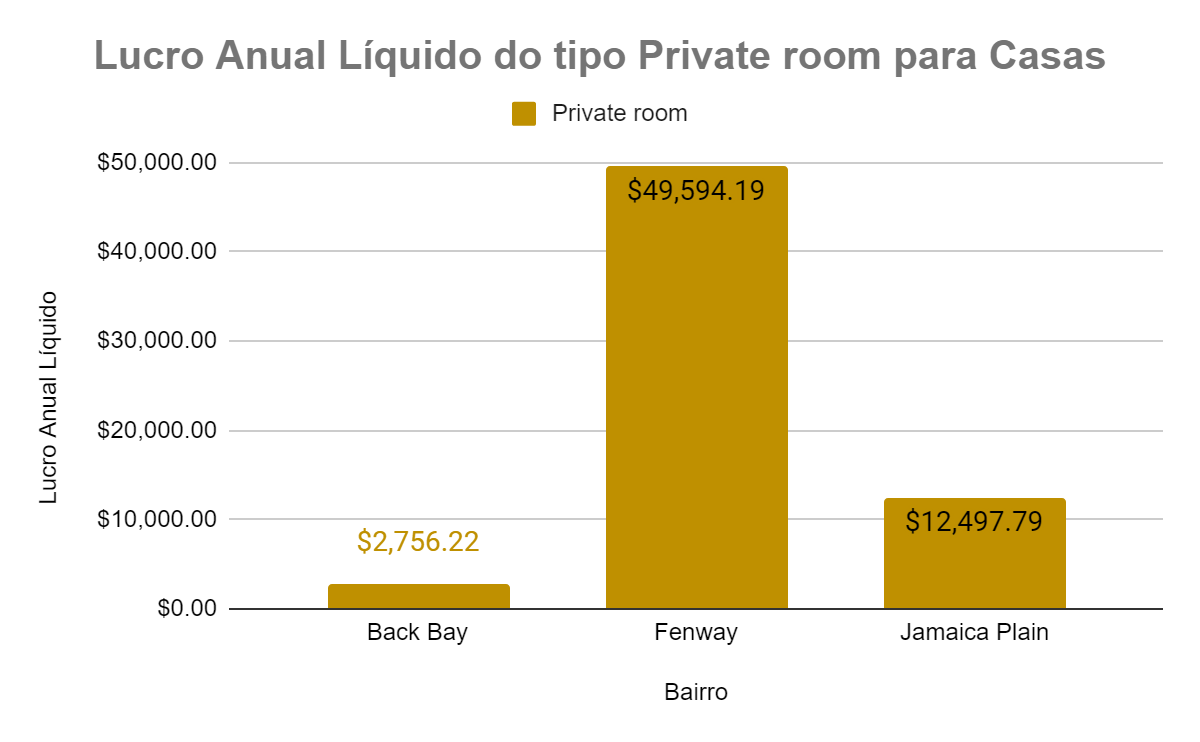 Lucro Anual Líquido do tipo Private room para Casas
Private room
Lucro Anual Líquido
$50,000.00
$40,000.00
$30,000.00
$20,000.00
$10,000.00
$0.00
$2,756.22
$49,594.19
$12,497.79
Back Bay
Fenway
Jamaica Plain
Bairro